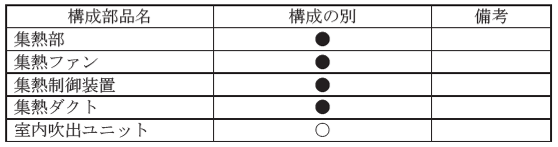 構成部品名 構成の別 備考
集熱部 ●
集熱ファン ●
集熱制御装置 ●
集熱ダクト ●
室内吹出ユニット ○